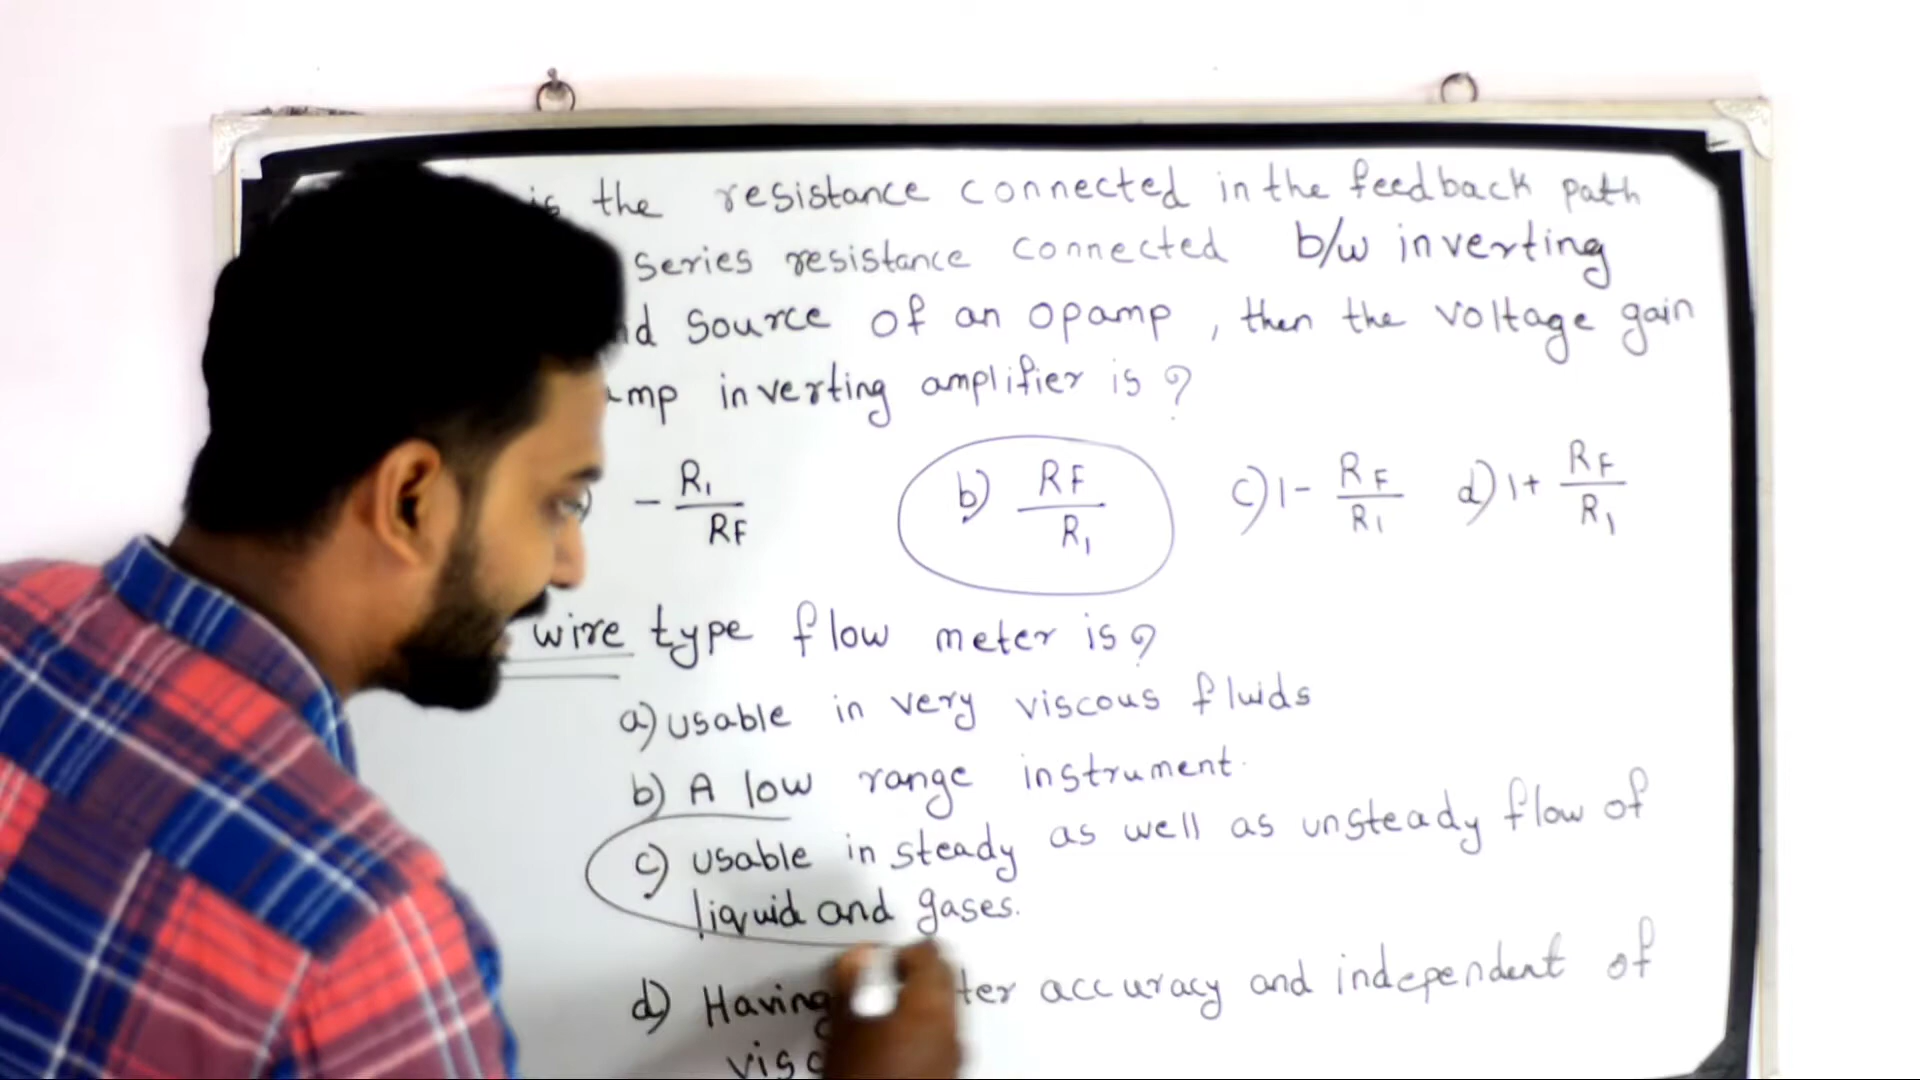 is the resistance connected in the feedback path
series resistance connected b/w inverting
source of an opamp, then the voltage gain
inverting amplifier is?
- R1/RF b) RF/R1 c) 1- RF/R1 d) 1+ RF/R1
wire type flow meter is?
a) usable in very viscous fluids
b) A low range instrument.
c) usable in steady as well as unsteady flow of
liquid and gases.
d) Having accuracy and independent of